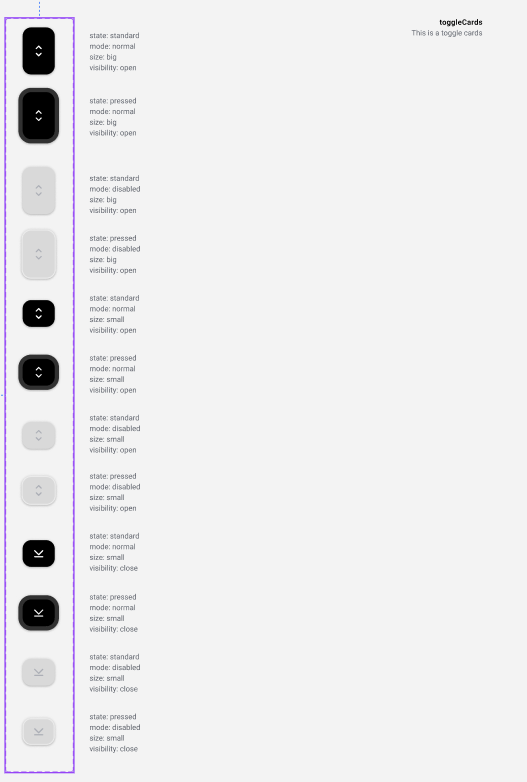 toggleCards
This is a toggle cards
state: standard
mode: normal
size: big
visibility: open
state: pressed
mode: normal
size: big
visibility: open
state: standard
mode: disabled
size: big
visibility: open
state: pressed
mode: disabled
size: big
visibility: open
state: standard
mode: normal
size: small
visibility: open
state: pressed
mode: normal
size: small
visibility: open
state: standard
mode: disabled
size: small
visibility: open
state: pressed
mode: disabled
size: small
visibility: open
state: standard
mode: normal
size: small
visibility: close
state: pressed
mode: normal
size: small
visibility: close
state: standard
mode: disabled
size: small
visibility: close
state: pressed
mode: disabled
size: small
visibility: close